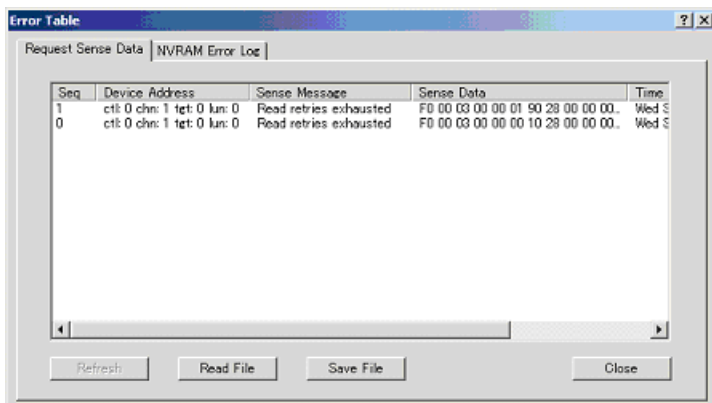 Error Table
Request Sense Data NVRAM Error Log
Seq Device Address Sense Message Sense Data Time
1 ctl: 0 chn: 1 tgt: 0 lun: 0 Read retries exhausted F0 00 03 00 00 01 90 28 00 00 00... Wed S
0 ctl: 0 chn: 1 tgt: 0 lun: 0 Read retries exhausted F0 00 03 00 00 00 10 28 00 00 00... Wed S
Refresh Read File Save File Close